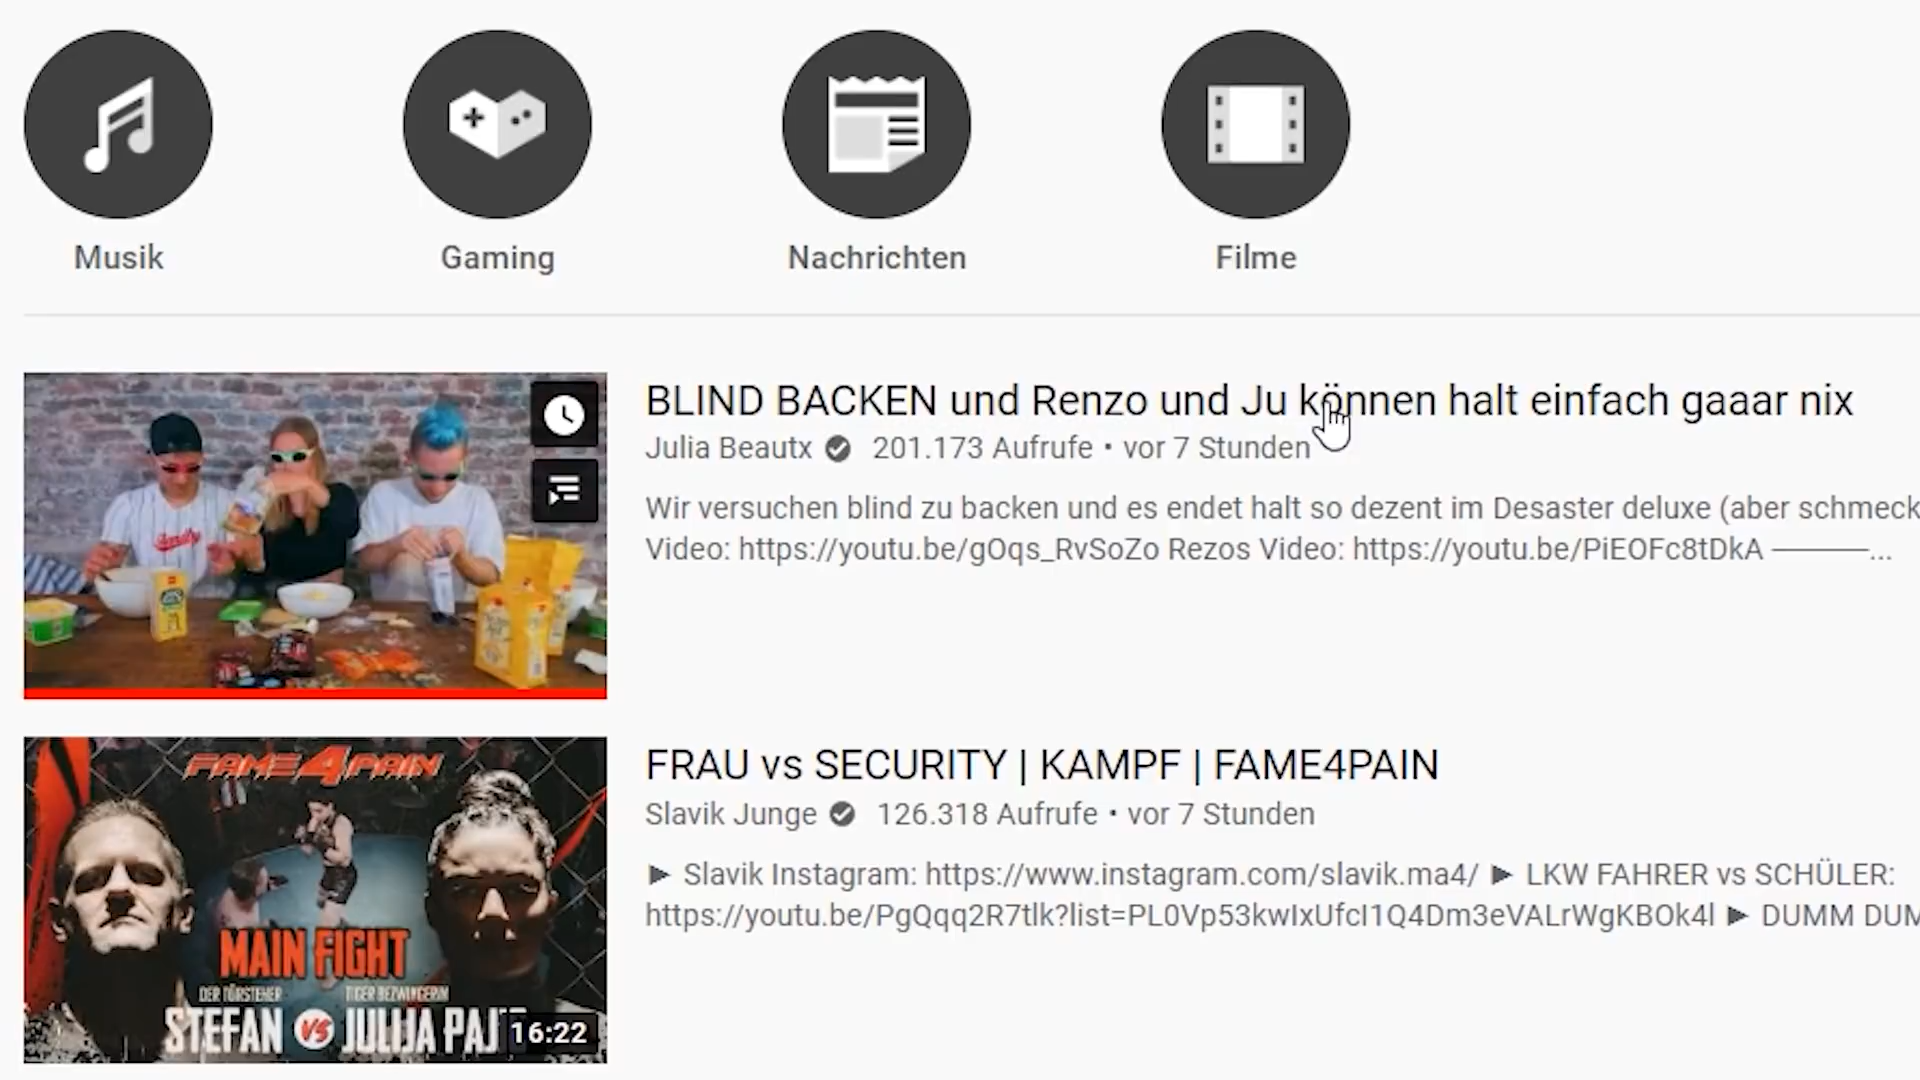 Musik
Gaming
Nachrichten
Filme
BLIND BACKEN und Renzo und Ju können halt einfach gaaar nix
Julia Beautx 201.173 Aufrufe • vor 7 Stunden
Wir versuchen blind zu backen und es endet halt so dezent im Desaster deluxe (aber schmeck
Video: https://youtu.be/gOqs_RvSoZo Rezos Video: https://youtu.be/PiEOFc8tDkA ————...
FAME4PAIN
MAIN FIGHT
DER TÜRSTEHER
TIGER BEZWINGERIN
STEFAN VS JULIJA PAJ
16:22
FRAU vs SECURITY | KAMPF | FAME4PAIN
Slavik Junge 126.318 Aufrufe • vor 7 Stunden
► Slavik Instagram: https://www.instagram.com/slavik.ma4/ ► LKW FAHRER vs SCHÜLER:
https://youtu.be/PgQqq2R7tlk?list=PL0Vp53kwIxUfcI1Q4Dm3eVALrWgKBOk4l ► DUMM DUM